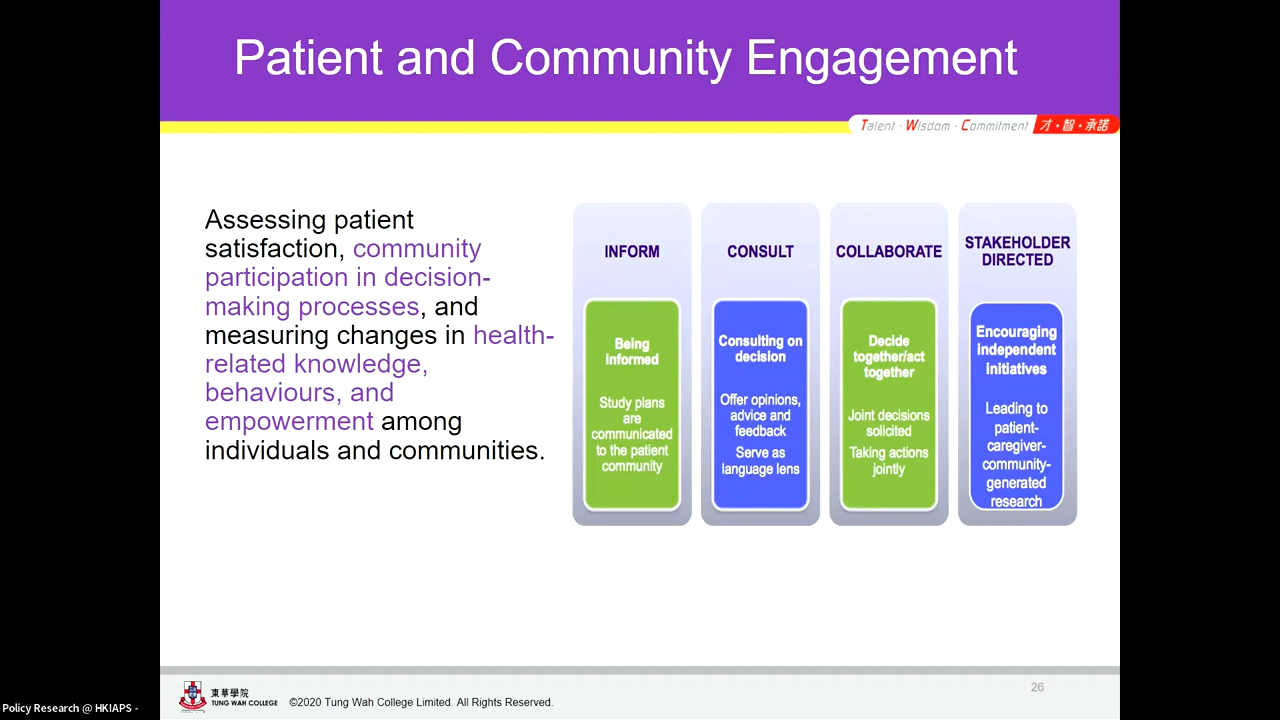 Patient and Community Engagement
Talent · Wisdom · Commitment 才·智·承諾
Assessing patient
satisfaction, community
participation in decision-
making processes, and
measuring changes in health-
related knowledge,
behaviours, and
empowerment among
individuals and communities.
INFORM
Being
informed
Study plans
are
communicated
to the patient
community
CONSULT
Consulting on
decision
Offer opinions,
advice and
feedback
Serve as
language lens
COLLABORATE
Decide
together/act
together
Joint decisions
solicited
Taking actions
jointly
STAKEHOLDER
DIRECTED
Encouraging
independent
initiatives
Leading to
patient-
caregiver-
community-
generated
research
東華學院
TUNG WAH COLLEGE
©2020 Tung Wah College Limited. All Rights Reserved.
26
Policy Research @ HKIAPS -